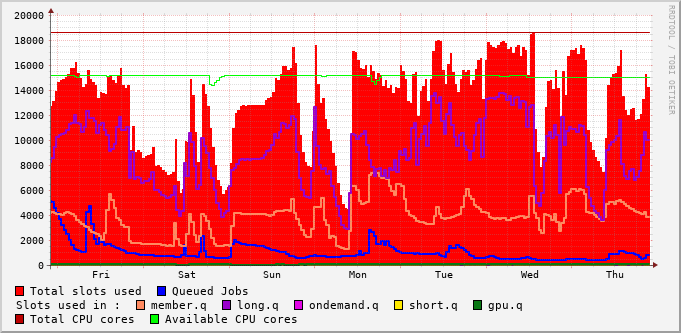 RRDTOOL / TOBI OETIKER
20000
18000
16000
14000
12000
10000
8000
6000
4000
2000
0
Fri Sat Sun Mon Tue Wed Thu
Total slots used Queued Jobs
Slots used in : member.q long.q ondemand.q short.q gpu.q
Total CPU cores Available CPU cores